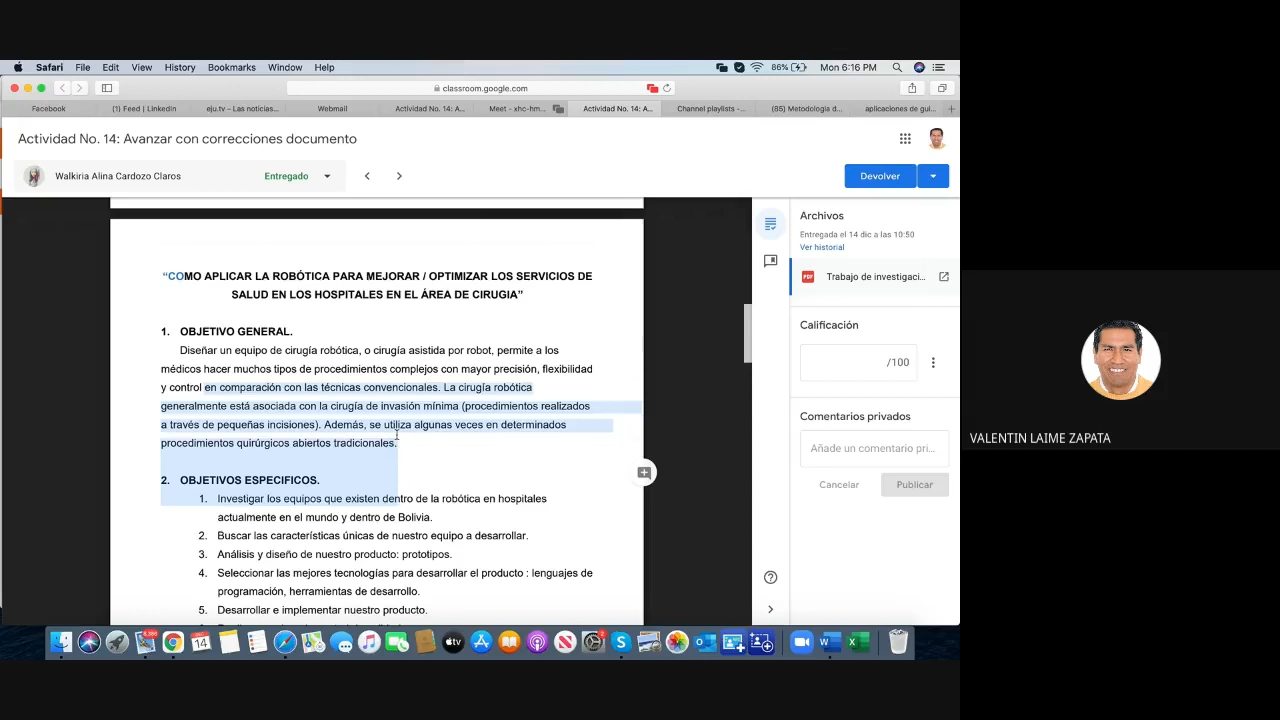 Safari File Edit View History Bookmarks Window Help 86% Mon 6:16 PM
classroom.google.com
Facebook (1) Feed | LinkedIn eju.tv – Las noticias... Webmail Actividad No. 14: A... Meet - xhc-hm... Actividad No. 14: A... Channel playlists -... (85) Metodología d... aplicaciones de gui...
Actividad No. 14: Avanzar con correcciones documento
Walkiria Alina Cardozo Claros Entregado Devolver
“COMO APLICAR LA ROBÓTICA PARA MEJORAR / OPTIMIZAR LOS SERVICIOS DE
SALUD EN LOS HOSPITALES EN EL ÁREA DE CIRUGIA”
1. OBJETIVO GENERAL.
Diseñar un equipo de cirugía robótica, o cirugía asistida por robot, permite a los
médicos hacer muchos tipos de procedimientos complejos con mayor precisión, flexibilidad
y control en comparación con las técnicas convencionales. La cirugía robótica
generalmente está asociada con la cirugía de invasión mínima (procedimientos realizados
a través de pequeñas incisiones). Además, se utiliza algunas veces en determinados
procedimientos quirúrgicos abiertos tradicionales.
2. OBJETIVOS ESPECIFICOS.
1. Investigar los equipos que existen dentro de la robótica en hospitales
actualmente en el mundo y dentro de Bolivia.
2. Buscar las características únicas de nuestro equipo a desarrollar.
3. Análisis y diseño de nuestro producto: prototipos.
4. Seleccionar las mejores tecnologías para desarrollar el producto : lenguajes de
programación, herramientas de desarrollo.
5. Desarrollar e implementar nuestro producto.
Archivos
Entregada el 14 dic a las 10:50
Ver historial
PDF Trabajo de investigaci...
Calificación
/100
Comentarios privados
Añade un comentario pri...
Cancelar Publicar
VALENTIN LAIME ZAPATA
14
tv